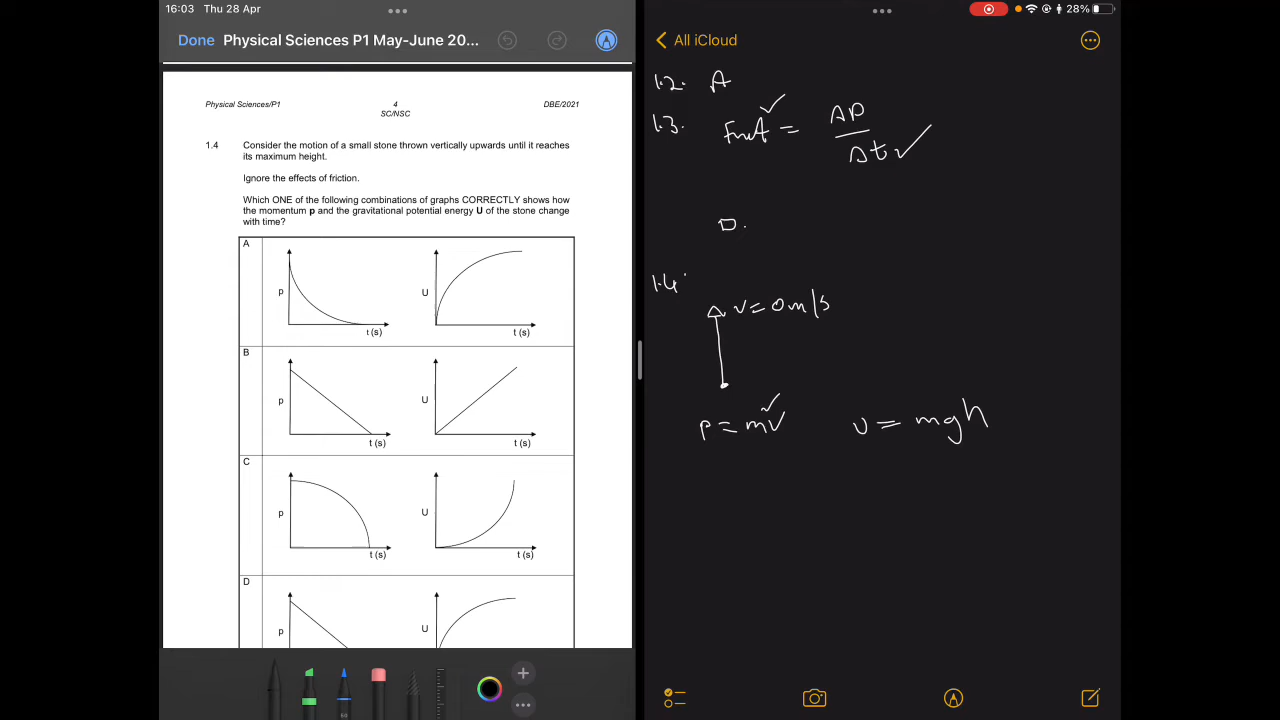 16:03 Thu 28 Apr
28%
Done Physical Sciences P1 May-June 20...
Physical Sciences/P1 4 DBE/2021
SC/NSC
1.4 Consider the motion of a small stone thrown vertically upwards until it reaches
its maximum height.
Ignore the effects of friction.
Which ONE of the following combinations of graphs CORRECTLY shows how
the momentum p and the gravitational potential energy U of the stone change
with time?
A
p U
t (s) t (s)
B
p U
t (s) t (s)
C
p U
t (s) t (s)
D
p U
All iCloud
1.2. A
1.3. Fnet = ΔP
Δt
D.
1.4
v = 0 m/s
p = mv U = mgh